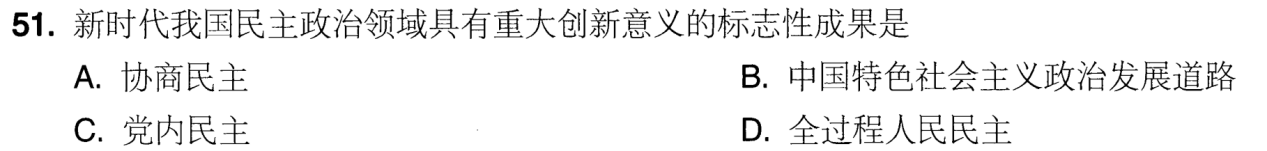 51. 新时代我国民主政治领域具有重大创新意义的标志性成果是
A. 协商民主 B. 中国特色社会主义政治发展道路
C. 党内民主 D. 全过程人民民主